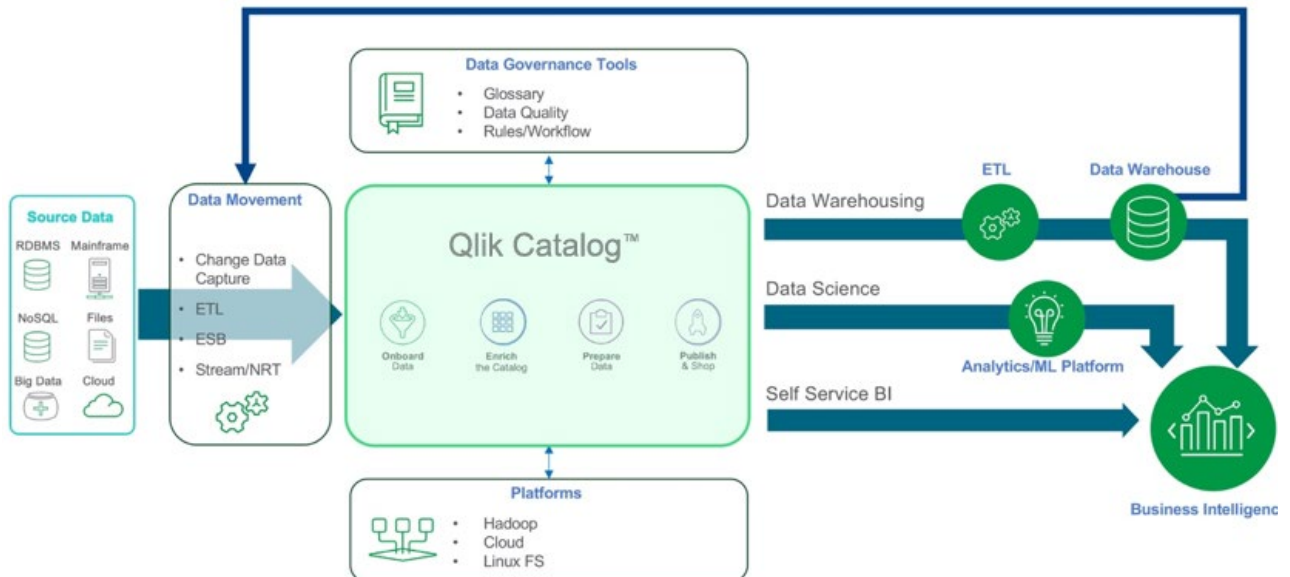 Data Governance Tools
• Glossary
• Data Quality
• Rules/Workflow
Source Data
RDBMS Mainframe
NoSQL Files
Big Data Cloud
Data Movement
• Change Data
Capture
• ETL
• ESB
• Stream/NRT
Qlik Catalog™
Onboard
Data
Enrich
the Catalog
Prepare
Data
Publish
& Shop
Platforms
• Hadoop
• Cloud
• Linux FS
Data Warehousing
ETL
Data Warehouse
Data Science
Analytics/ML Platform
Self Service BI
Business Intelligenc